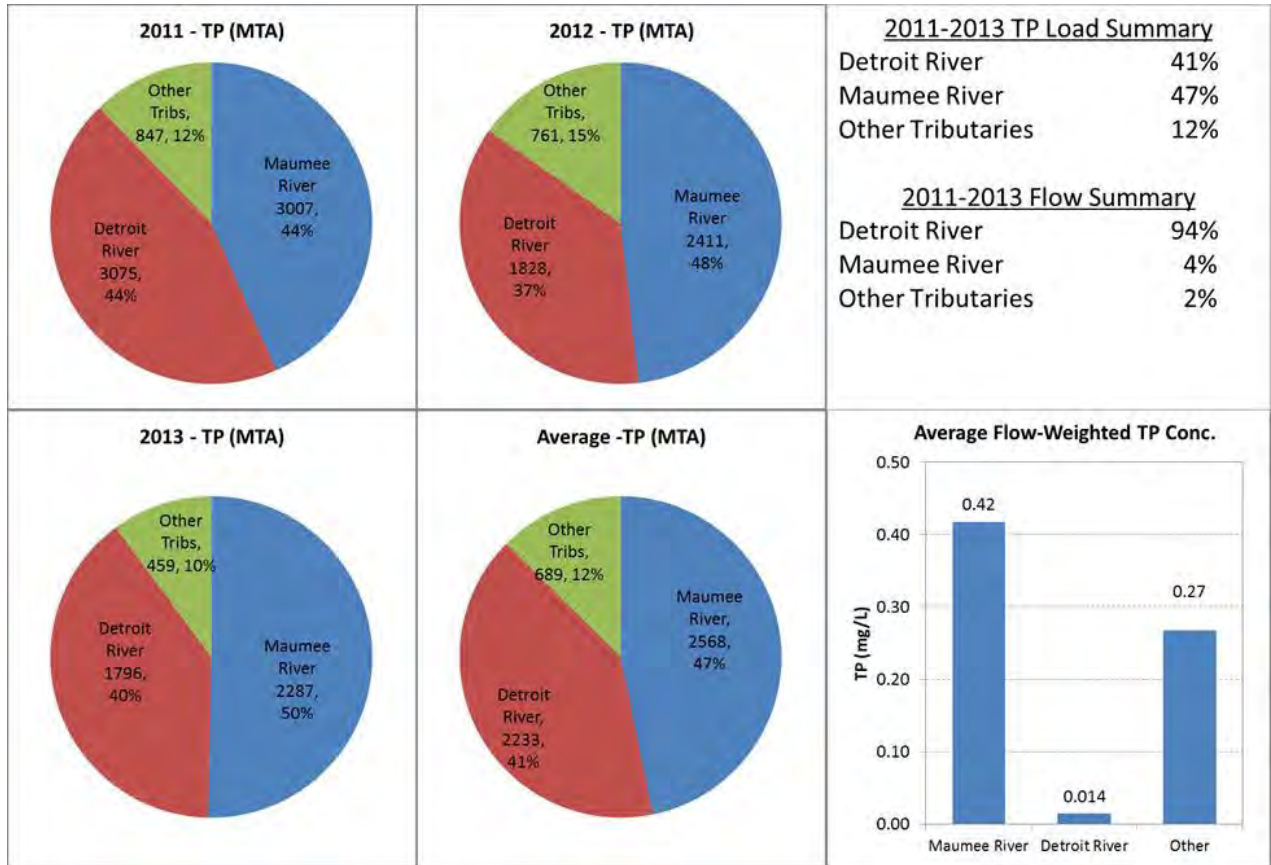 2011 - TP (MTA)
Other
Tribs,
847, 12%
Maumee
River
3007,
44%
Detroit
River
3075,
44%
2012 - TP (MTA)
Other
Tribs,
761, 15%
Maumee
River
2411,
48%
Detroit
River
1828,
37%
2011-2013 TP Load Summary
Detroit River 41%
Maumee River 47%
Other Tributaries 12%
2011-2013 Flow Summary
Detroit River 94%
Maumee River 4%
Other Tributaries 2%
2013 - TP (MTA)
Other
Tribs,
459, 10%
Detroit
River
1796,
40%
Maumee
River
2287,
50%
Average -TP (MTA)
Other
Tribs,
689, 12%
Maumee
River,
2568,
47%
Detroit
River,
2233,
41%
Average Flow-Weighted TP Conc.
TP (mg/L)
0.50
0.40
0.30
0.20
0.10
0.00
0.42
0.014
0.27
Maumee River Detroit River Other